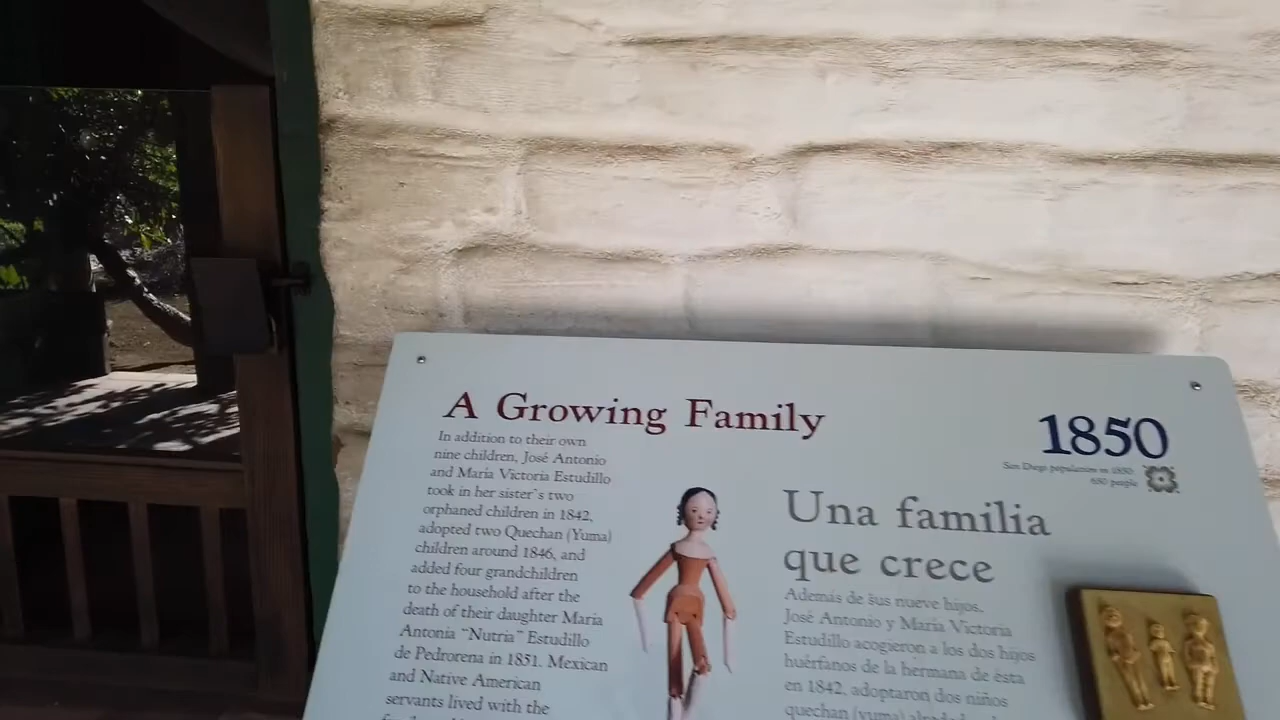 A Growing Family
In addition to their own
nine children, José Antonio
and María Victoria Estudillo
took in her sister's two
orphaned children in 1842,
adopted two Quechan (Yuma)
children around 1846, and
added four grandchildren
to the household after the
death of their daughter María
Antonia "Nutria" Estudillo
de Pedrorena in 1851. Mexican
and Native American
servants lived with the
1850
San Diego population in 1850:
650 people
Una familia
que crece
Además de sus nueve hijos,
José Antonio y María Victoria
Estudillo acogieron a los dos hijos
huérfanos de la hermana de ésta
en 1842, adoptaron dos niños
quechan (yuma)